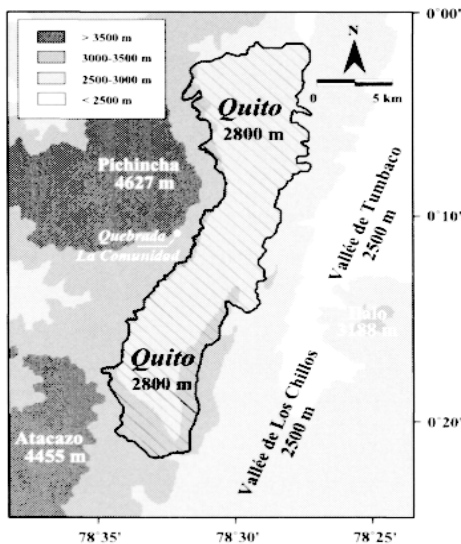 > 3500 m
3000-3500 m
2500-3000 m
< 2500 m
0°00'
N
0 5 km
Quito
2800 m
Pichincha
4627 m
Quebrada
La Comunidad
Vallée de Tumbaco
2500 m
0°10'
Ilalo
3188 m
Quito
2800 m
Vallée de Los Chillos
2500 m
Atacazo
4455 m
0°20'
78°35' 78°30' 78°25'